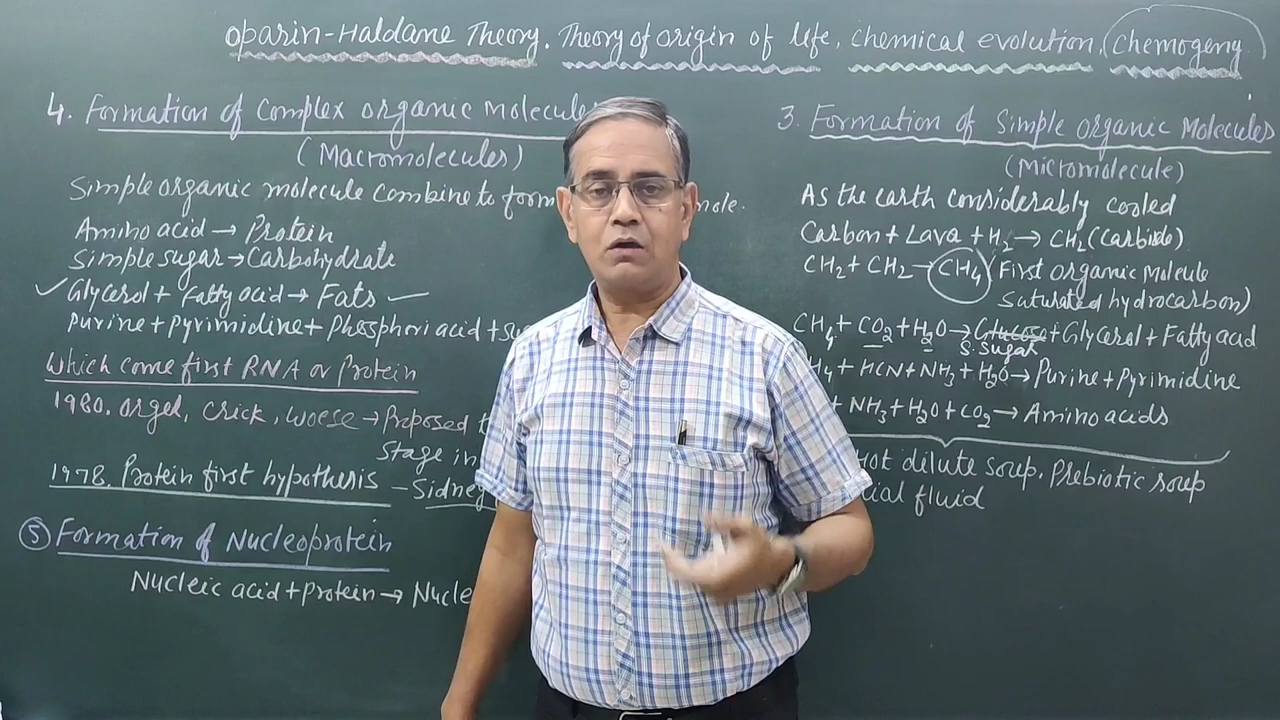 Oparin-Haldane Theory. Theory of origin of life, chemical evolution, chemogeny
4. Formation of Complex organic Molecules
(Macromolecules)
Simple organic molecule combine to form mole.
Amino acid → Protein
Simple sugar → Carbohydrate
✓ Glycerol + Fatty acid → Fats —
Purine + Pyrimidine + Phosphoric acid + su
Which come first RNA or Protein
1980. Orgel, Crick, Woese → Proposed t
Stage in
1978. Protein first hypothesis – Sidney
⑤ Formation of Nucleoprotein
Nucleic acid + Protein → Nucle
3. Formation of Simple organic Molecules
(Micromolecule)
As the earth considerably cooled
Carbon + Lava + H₂ → CH₂ (Carbide)
CH₂ + CH₂ → CH₄ (First organic Molecule
Saturated hydrocarbon)
CH₄ + CO₂ + H₂O → Glucose + Glycerol + Fatty acid
S. Sugar
H₄ + HCN + NH₃ + H₂O → Purine + Pyrimidine
+ NH₃ + H₂O + CO₂ → Amino acids
Hot dilute soup, Prebiotic soup
ial fluid